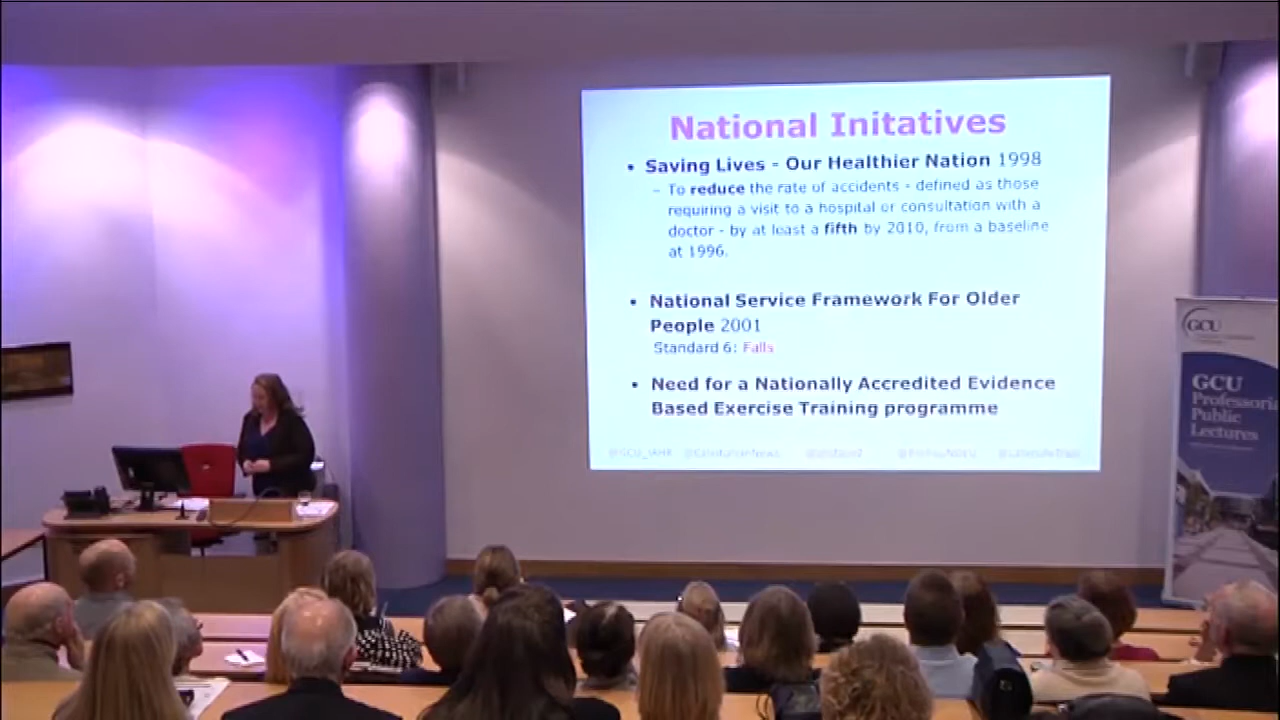 National Initatives
• Saving Lives - Our Healthier Nation 1998
– To reduce the rate of accidents - defined as those
requiring a visit to a hospital or consultation with a
doctor - by at least a fifth by 2010, from a baseline
at 1996.
• National Service Framework For Older
People 2001
Standard 6: Falls
• Need for a Nationally Accredited Evidence
Based Exercise Training programme
GCU
GCU
Professoria
Public
Lectures